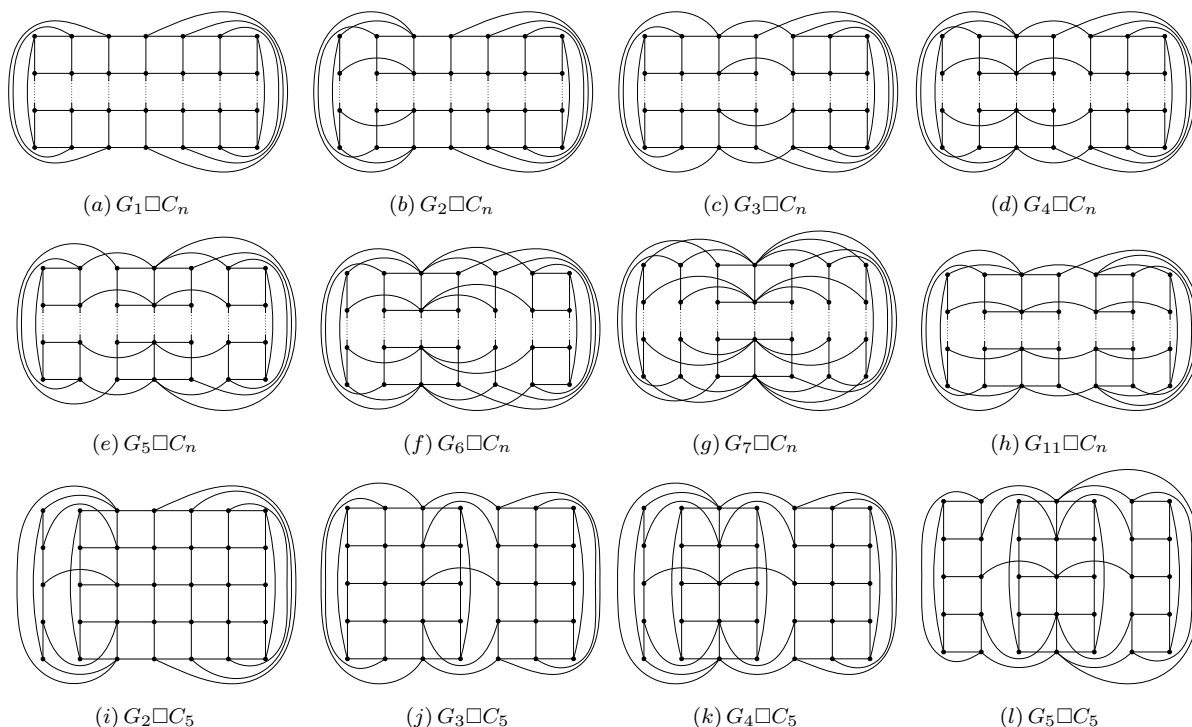 (a) G₁□Cₙ
(b) G₂□Cₙ
(c) G₃□Cₙ
(d) G₄□Cₙ
(e) G₅□Cₙ
(f) G₆□Cₙ
(g) G₇□Cₙ
(h) G₁₁□Cₙ
(i) G₂□C₅
(j) G₃□C₅
(k) G₄□C₅
(l) G₅□C₅